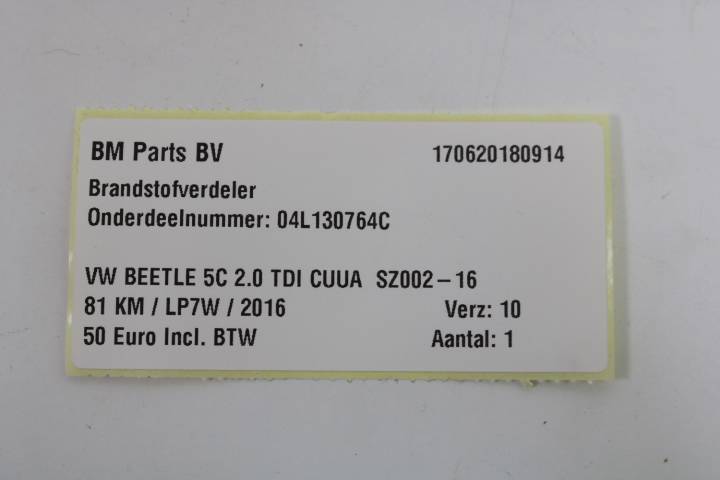 BM Parts BV 170620180914
Brandstofverdeler
Onderdeelnummer: 04L130764C
VW BEETLE 5C 2.0 TDI CUUA SZ002-16
81 KM / LP7W / 2016 Verz: 10
50 Euro Incl. BTW Aantal: 1